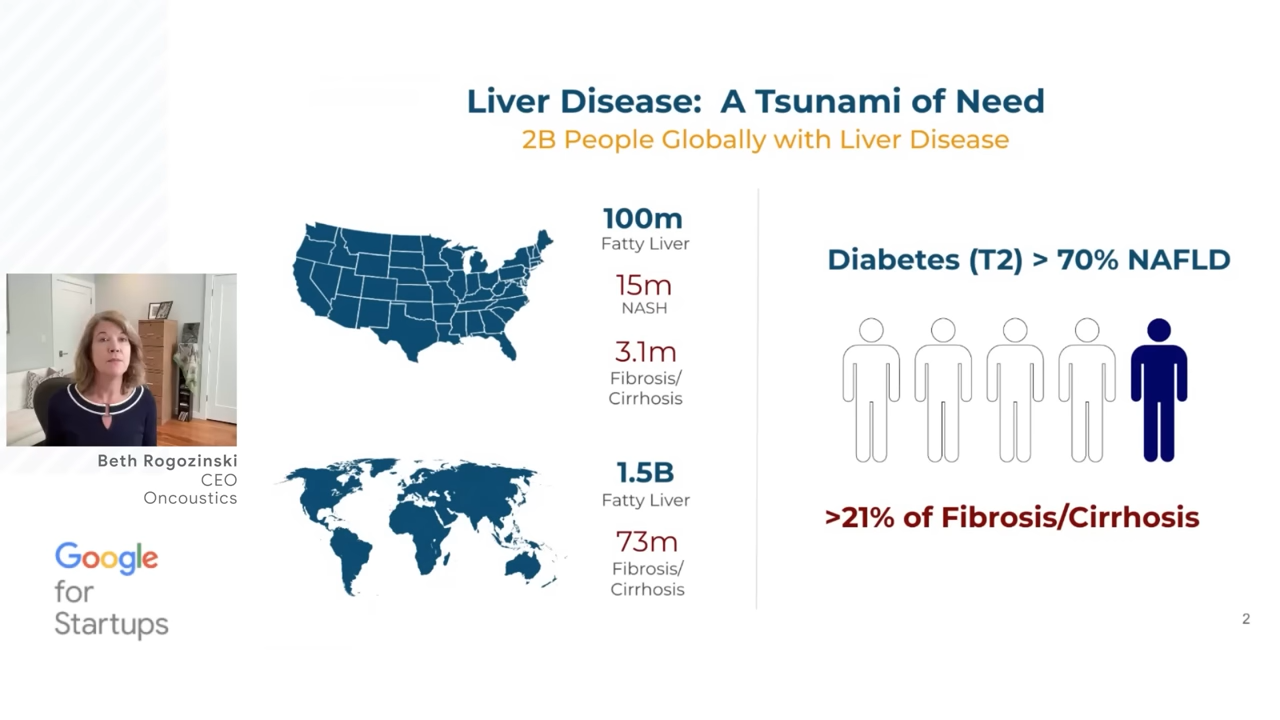 Liver Disease: A Tsunami of Need
2B People Globally with Liver Disease
100m
Fatty Liver
15m
NASH
3.1m
Fibrosis/
Cirrhosis
1.5B
Fatty Liver
73m
Fibrosis/
Cirrhosis
Diabetes (T2) > 70% NAFLD
>21% of Fibrosis/Cirrhosis
Beth Rogozinski
CEO
Oncoustics
Google
for
Startups
2